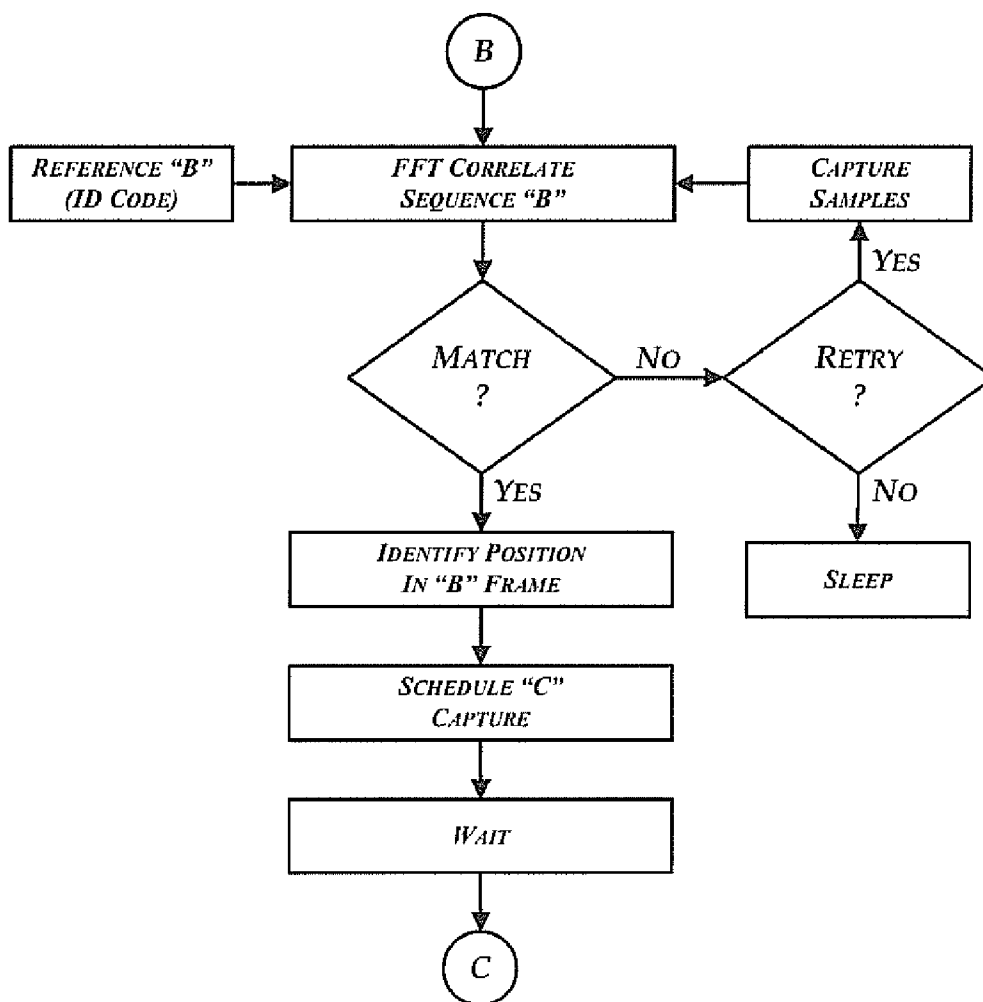 B
REFERENCE “B”
(ID CODE)
FFT CORRELATE
SEQUENCE “B”
CAPTURE
SAMPLES
YES
MATCH
?
NO
RETRY
?
YES
NO
IDENTIFY POSITION
IN “B” FRAME
SLEEP
SCHEDULE “C”
CAPTURE
WAIT
C